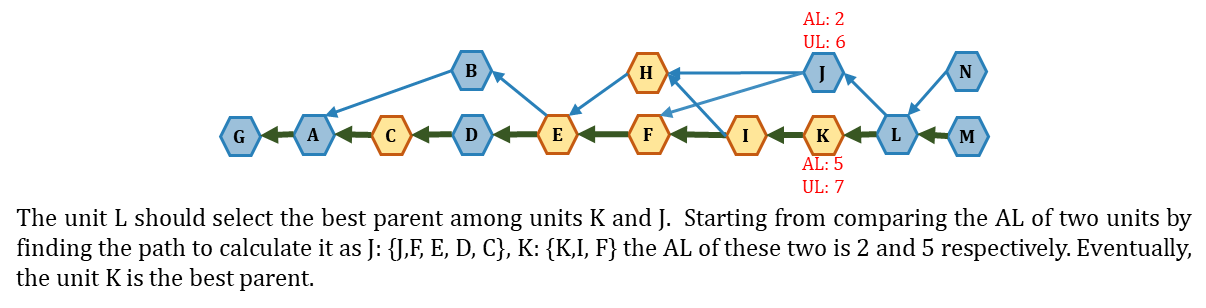 AL: 2
UL: 6
B
H
J
N
G
A
C
D
E
F
I
K
L
M
AL: 5
UL: 7
The unit L should select the best parent among units K and J. Starting from comparing the AL of two units by
finding the path to calculate it as J: {J,F, E, D, C}, K: {K,I, F} the AL of these two is 2 and 5 respectively. Eventually,
the unit K is the best parent.